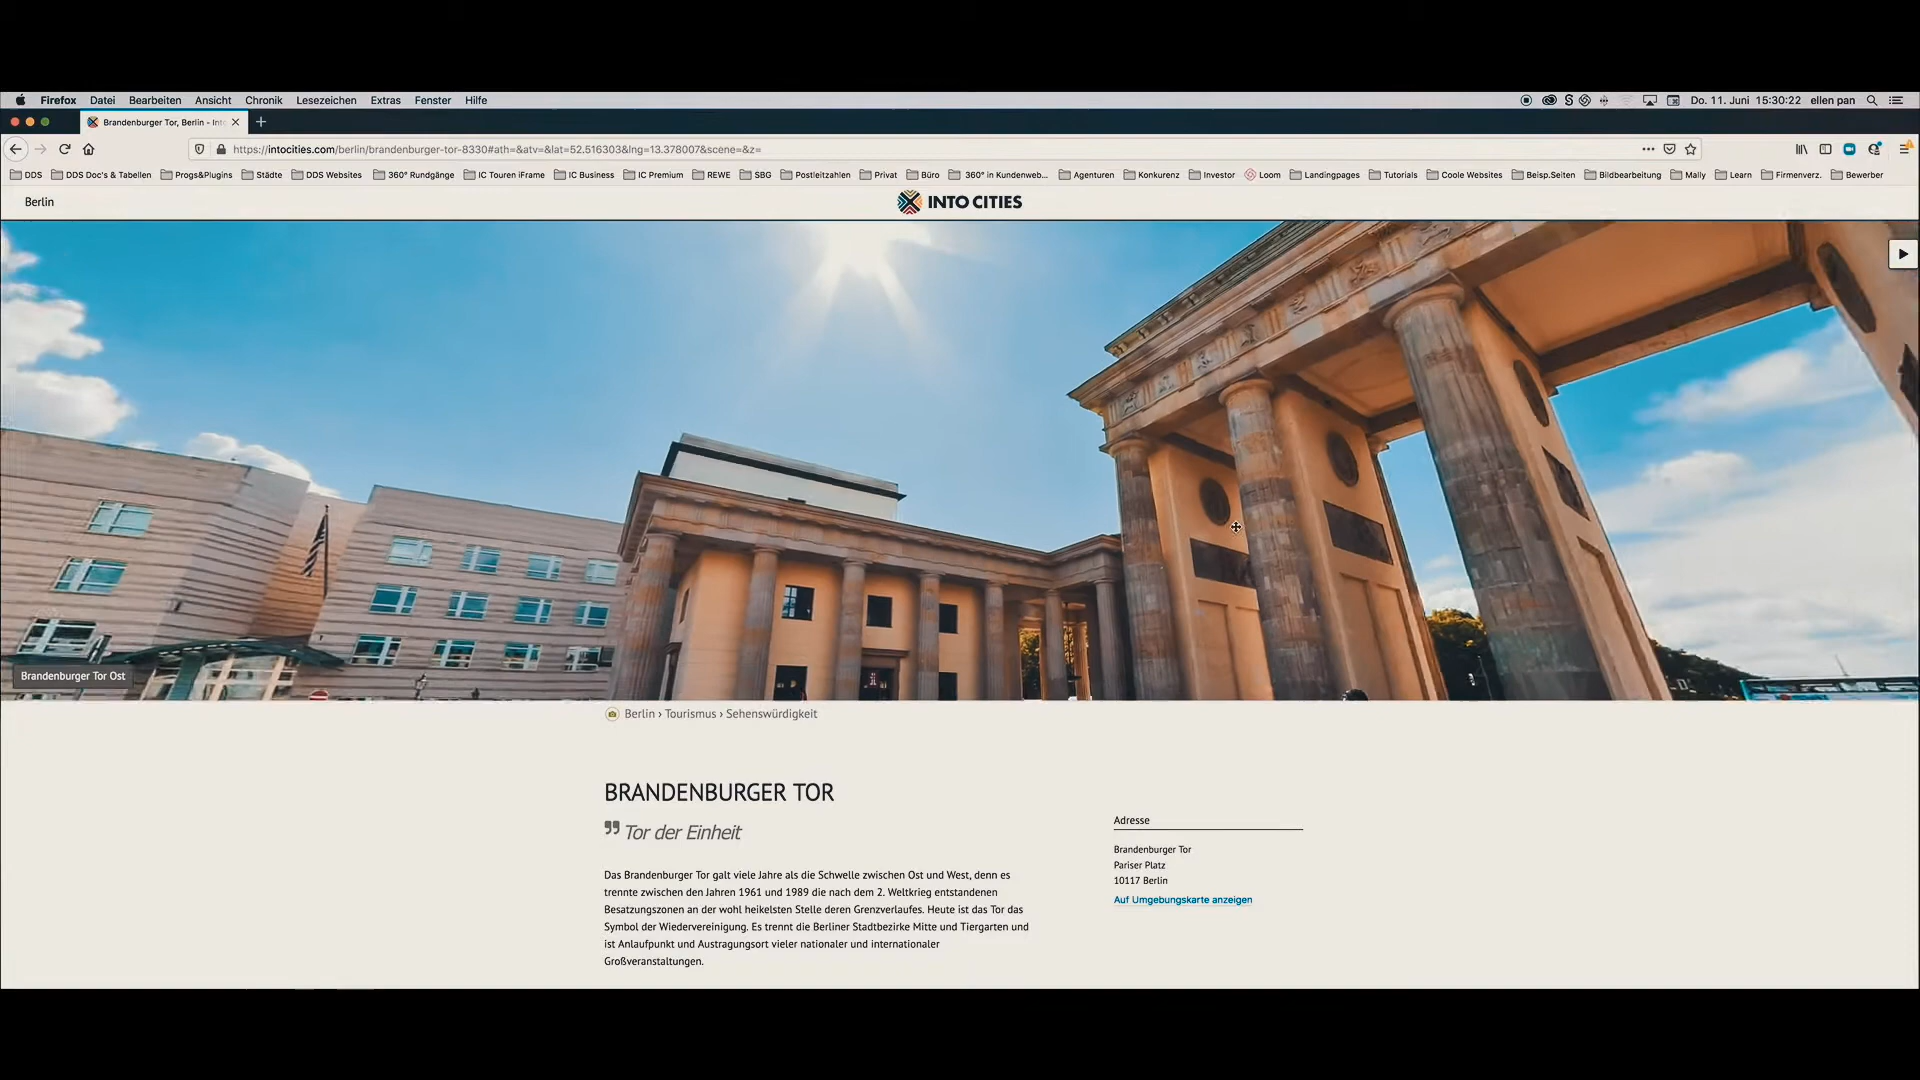 Firefox Datei Bearbeiten Ansicht Chronik Lesezeichen Extras Fenster Hilfe Do. 11. Juni 15:30:22 ellen pan
Brandenburger Tor, Berlin - Into
https://intocities.com/berlin/brandenburger-tor-8330#ath=&atv=&lat=52.516303&lng=13.378007&scene=&z=
DDS DDS Doc's & Tabellen Progs&Plugins Städte DDS Websites 360° Rundgänge IC Touren iFrame IC Business IC Premium REWE SBG Postleitzahlen Privat Büro 360° in Kundenweb... Agenturen Konkurenz Investor Loom Landingpages Tutorials Coole Websites Beisp.Seiten Bildbearbeitung Mally Learn Firmenverz. Bewerber
Berlin INTO CITIES
Brandenburger Tor Ost
Berlin › Tourismus › Sehenswürdigkeit
BRANDENBURGER TOR
" Tor der Einheit
Das Brandenburger Tor galt viele Jahre als die Schwelle zwischen Ost und West, denn es
trennte zwischen den Jahren 1961 und 1989 die nach dem 2. Weltkrieg entstandenen
Besatzungszonen an der wohl heikelsten Stelle deren Grenzverlaufes. Heute ist das Tor das
Symbol der Wiedervereinigung. Es trennt die Berliner Stadtbezirke Mitte und Tiergarten und
ist Anlaufpunkt und Austragungsort vieler nationaler und internationaler
Großveranstaltungen.
Adresse
Brandenburger Tor
Pariser Platz
10117 Berlin
Auf Umgebungskarte anzeigen